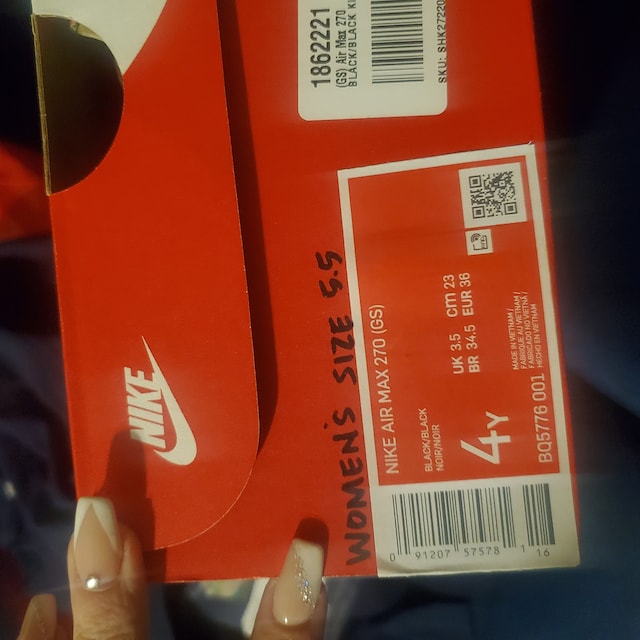 1862221
(GS) Air Max 270
BLACK/BLACK
SKU: SHK27220
NIKE
WOMEN'S SIZE 5.5
NIKE AIR MAX 270 (GS)
BLACK/BLACK
NOIR/NOIR
4Y
UK 3.5 cm 23
BR 34.5 EUR 36
BQ5776 001
MADE IN VIETNAM /
FABRIQUÉ AU VIETNAM /
FABRICADO NO VIETNÃ /
HECHO EN VIETNAM
0 91207 57578 1 16